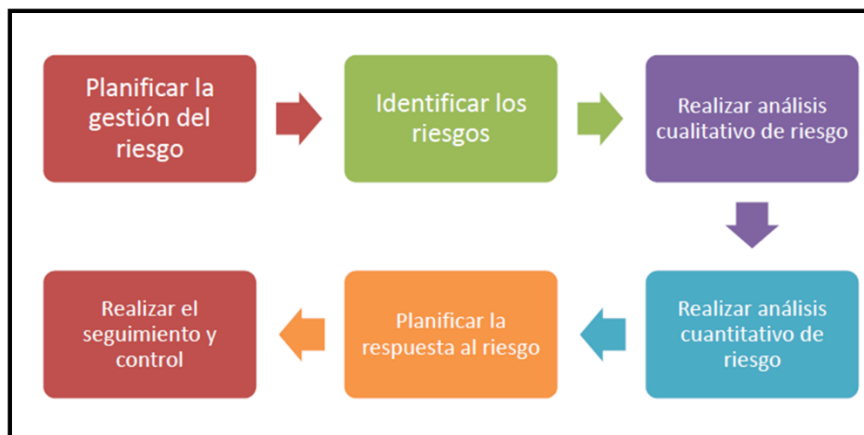 Planificar la
gestión del
riesgo
Identificar los
riesgos
Realizar análisis
cualitativo de riesgo
Realizar análisis
cuantitativo de
riesgo
Planificar la
respuesta al riesgo
Realizar el
seguimiento y
control